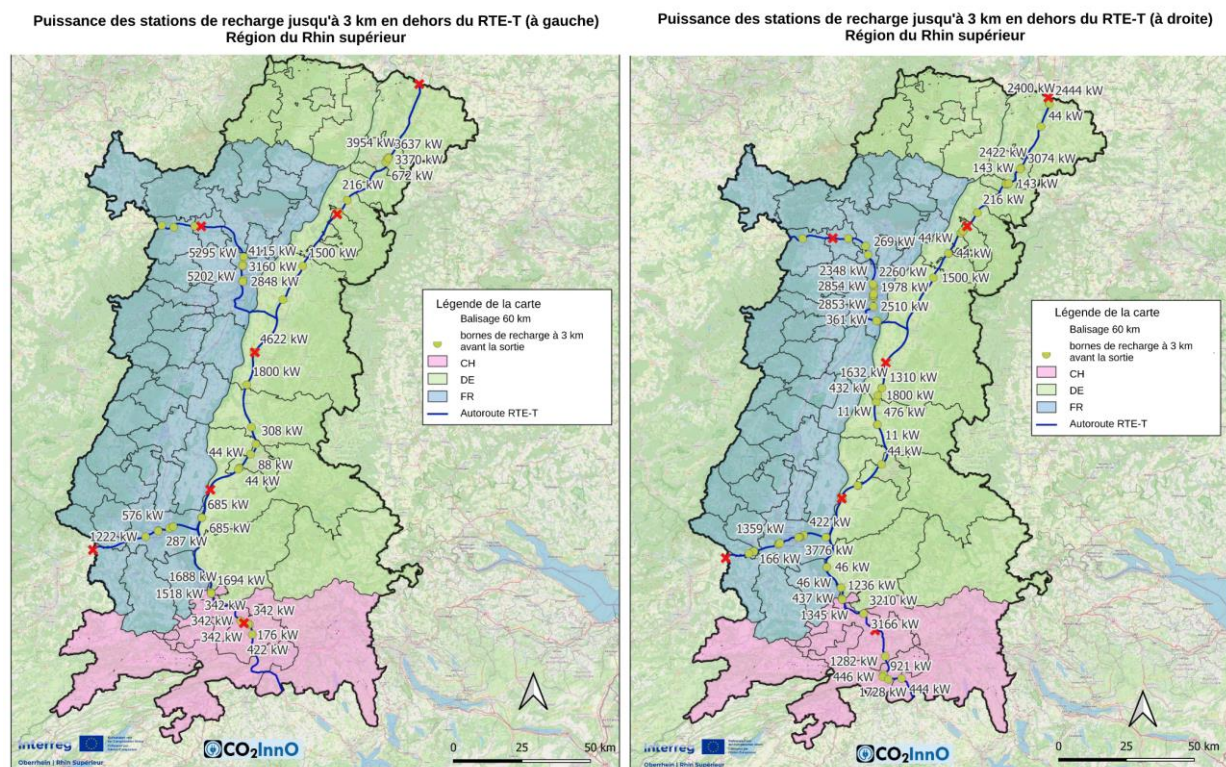 Puissance des stations de recharge jusqu'à 3 km en dehors du RTE-T (à gauche)
Région du Rhin supérieur
3954 kW
3637 kW
3370 kW
672 kW
216 kW
5295 kW
4115 kW
3160 kW
5202 kW
2848 kW
1500 kW
4622 kW
1800 kW
308 kW
44 kW
88 kW
44 kW
685 kW
685 kW
576 kW
1222 kW
287 kW
1688 kW
1694 kW
1518 kW
342 kW
342 kW
342 kW
342 kW
176 kW
422 kW
Légende de la carte
Balisage 60 km
bornes de recharge à 3 km
avant la sortie
CH
DE
FR
Autoroute RTE-T
Interreg
Oberrhein | Rhin Supérieur
CO2InnO
0 25 50 km
Puissance des stations de recharge jusqu'à 3 km en dehors du RTE-T (à droite)
Région du Rhin supérieur
2400 kW
2444 kW
44 kW
2422 kW
3074 kW
143 kW
143 kW
216 kW
269 kW
44 kW
44 kW
2348 kW
2260 kW
1500 kW
2854 kW
1978 kW
2853 kW
2510 kW
361 kW
1632 kW
1310 kW
432 kW
1800 kW
11 kW
476 kW
11 kW
44 kW
1359 kW
422 kW
166 kW
3776 kW
46 kW
46 kW
1236 kW
437 kW
3210 kW
1345 kW
3166 kW
1282 kW
921 kW
446 kW
1728 kW
444 kW
Légende de la carte
Balisage 60 km
bornes de recharge à 3 km
avant la sortie
CH
DE
FR
Autoroute RTE-T
Interreg
Oberrhein | Rhin Supérieur
CO2InnO
0 25 50 km